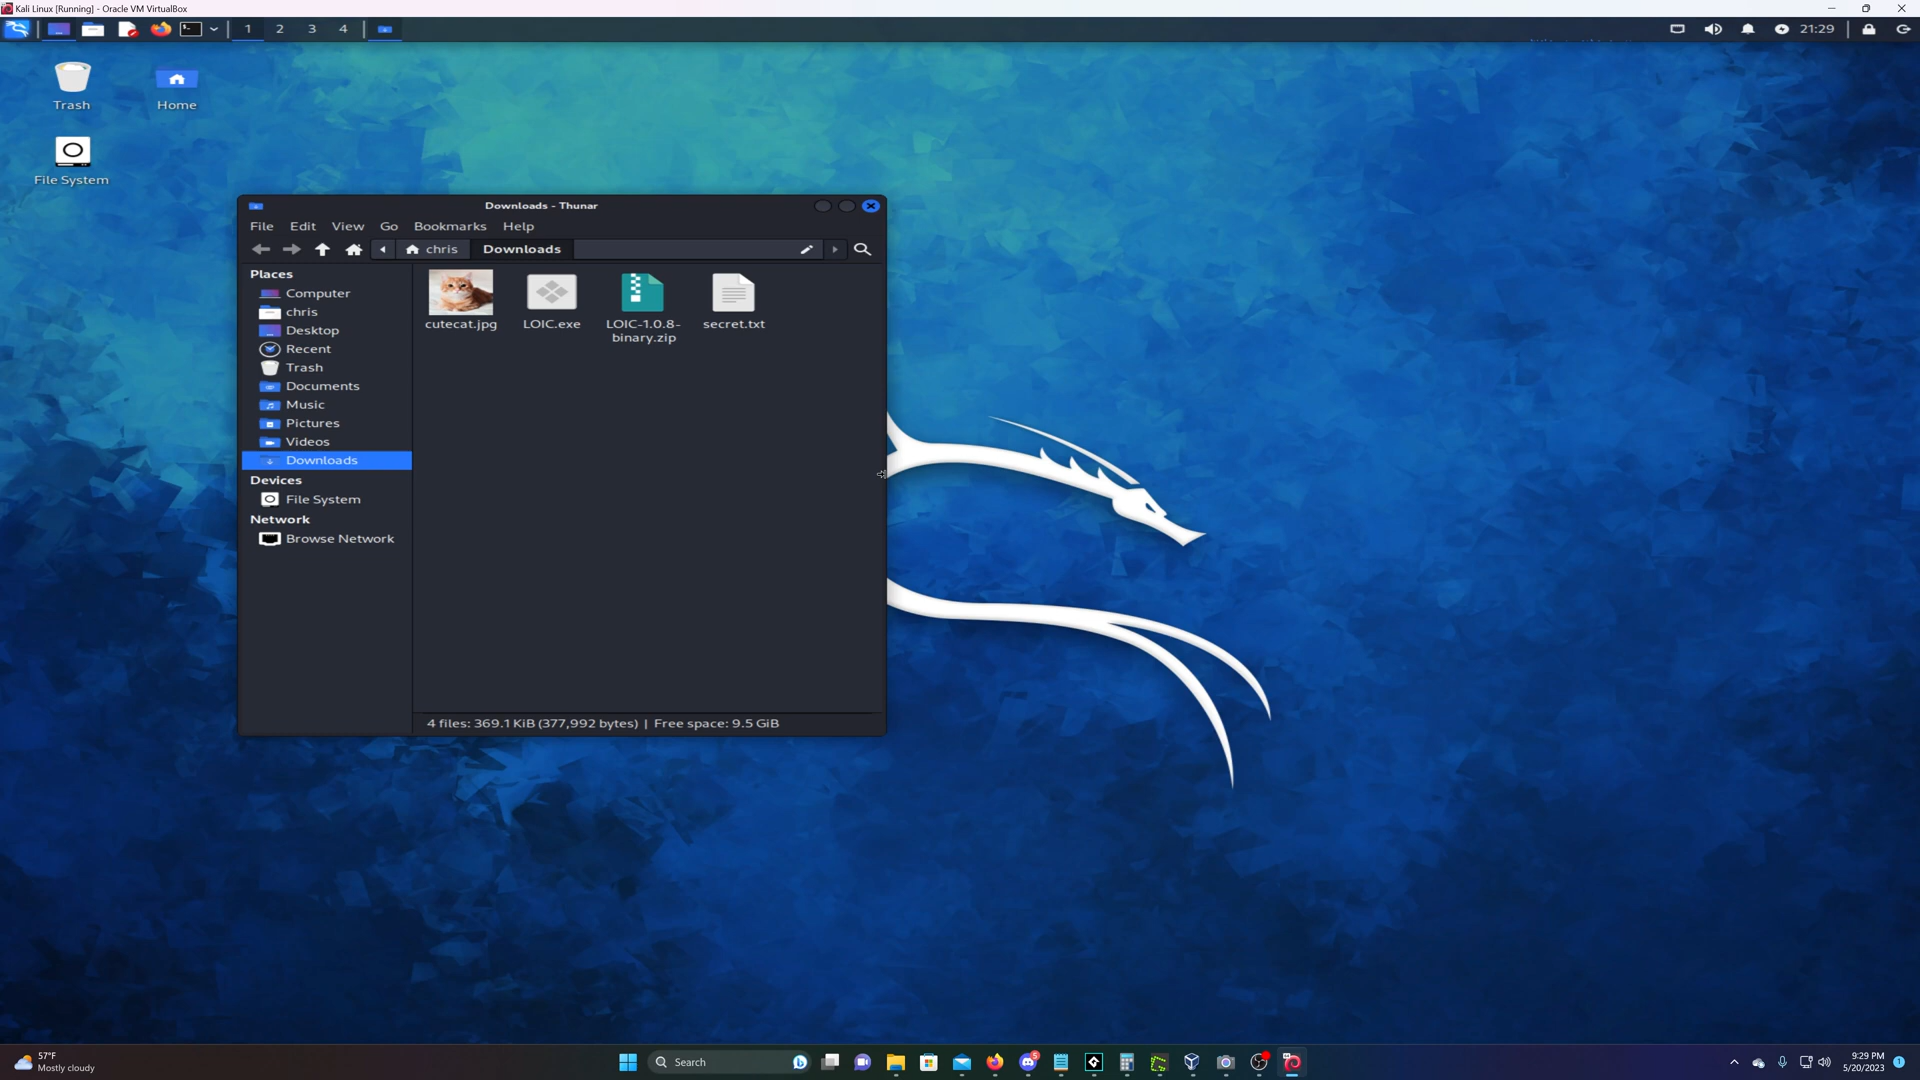 Kali Linux [Running] - Oracle VM VirtualBox
1 2 3 4
21:29
Trash
Home
File System
Downloads - Thunar
File Edit View Go Bookmarks Help
chris Downloads
Places
Computer
chris
Desktop
Recent
Trash
Documents
Music
Pictures
Videos
Downloads
Devices
File System
Network
Browse Network
cutecat.jpg
LOIC.exe
LOIC-1.0.8-
binary.zip
secret.txt
4 files: 369.1 KiB (377,992 bytes) | Free space: 9.5 GiB
57°F
Mostly cloudy
Search
5
9:29 PM
5/20/2023
1